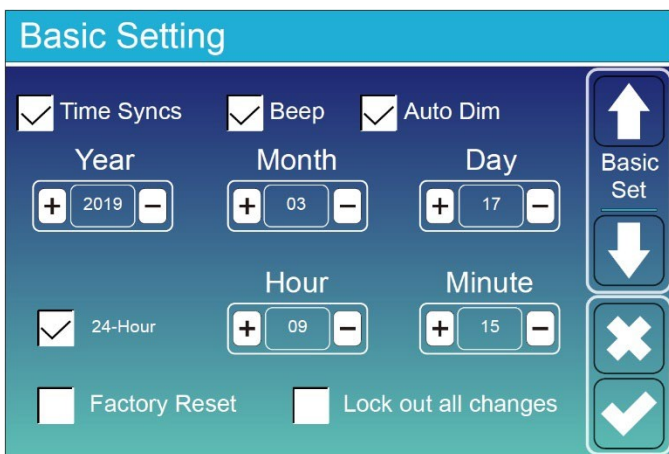 Basic Setting
Time Syncs Beep Auto Dim
Year Month Day
+ 2019 − + 03 − + 17 −
Basic
Set
Hour Minute
24-Hour + 09 − + 15 −
Factory Reset Lock out all changes